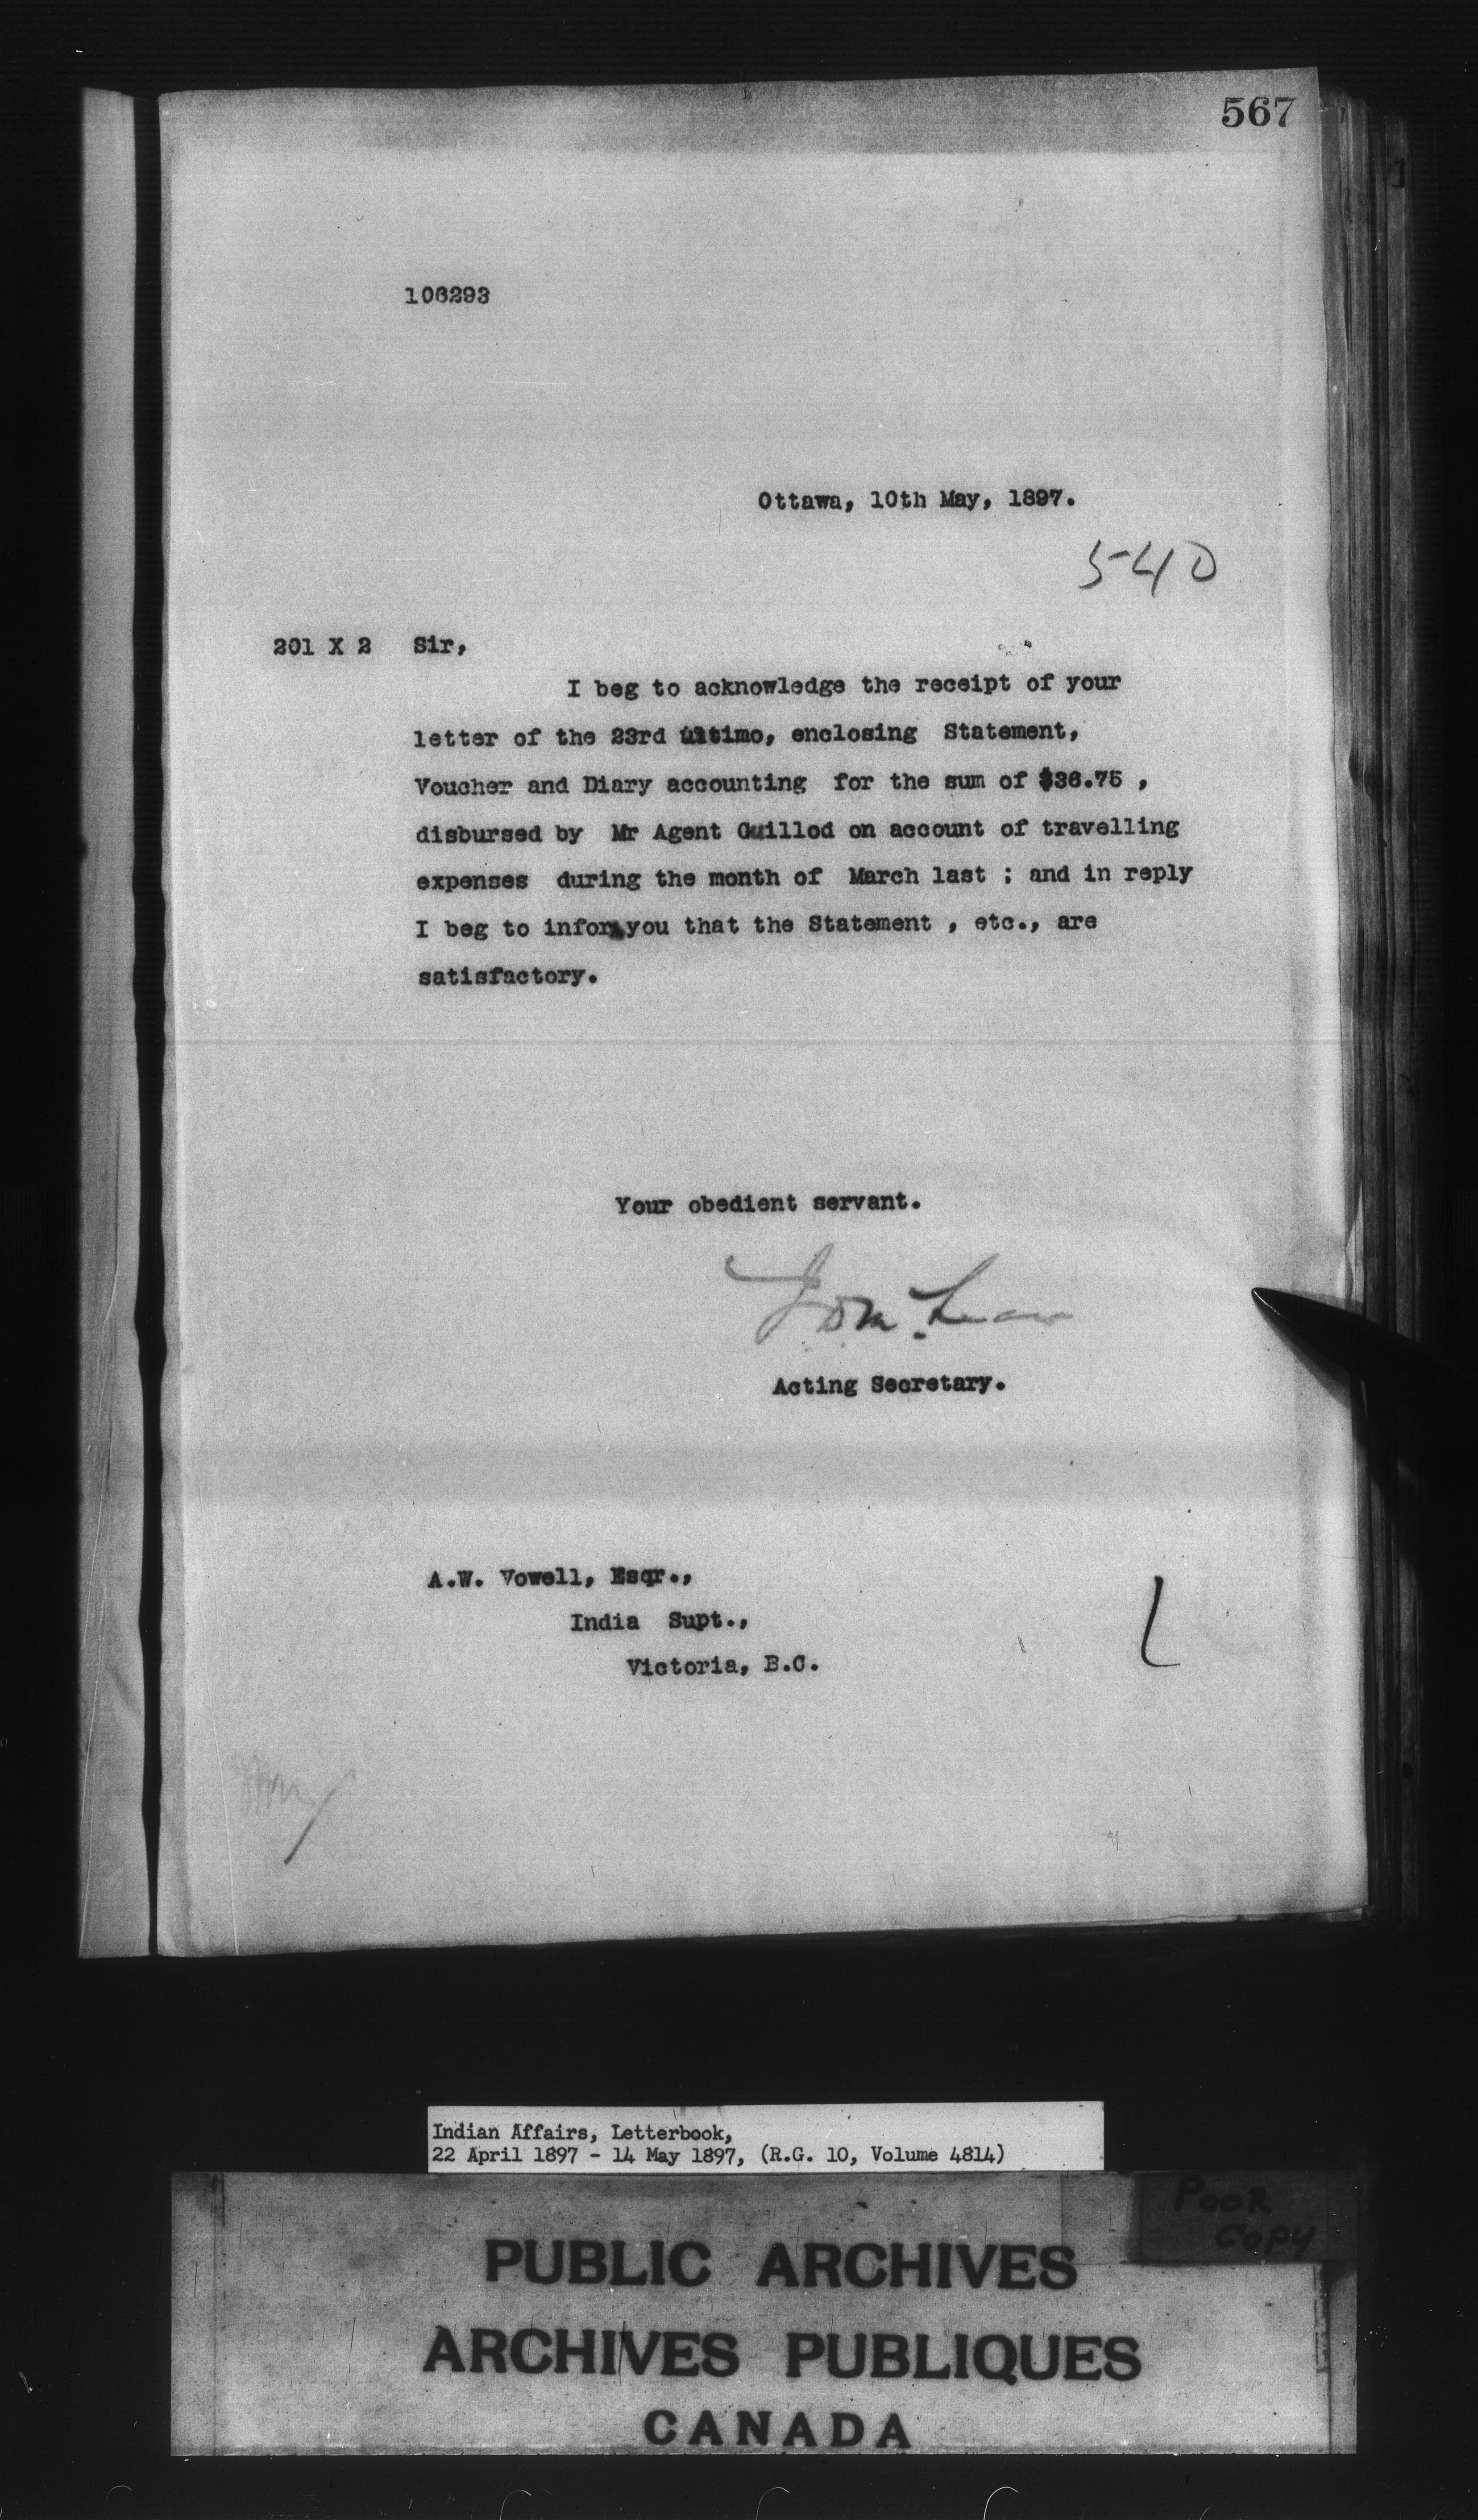 567
106293
Ottawa, 10th May, 1897.
540
201 X 2 Sir,
I beg to acknowledge the receipt of your
letter of the 23rd ultimo, enclosing Statement,
Voucher and Diary accounting for the sum of $36.75 ,
disbursed by Mr Agent Guillod on account of travelling
expenses during the month of March last ; and in reply
I beg to inform you that the Statement , etc., are
satisfactory.
Your obedient servant.
Acting Secretary.
A.W. Vowell, Esqr.,
India Supt.,
Victoria, B.C.
Indian Affairs, Letterbook,
22 April 1897 - 14 May 1897, (R.G. 10, Volume 4814)
POOR
COPY
PUBLIC ARCHIVES
ARCHIVES PUBLIQUES
CANADA